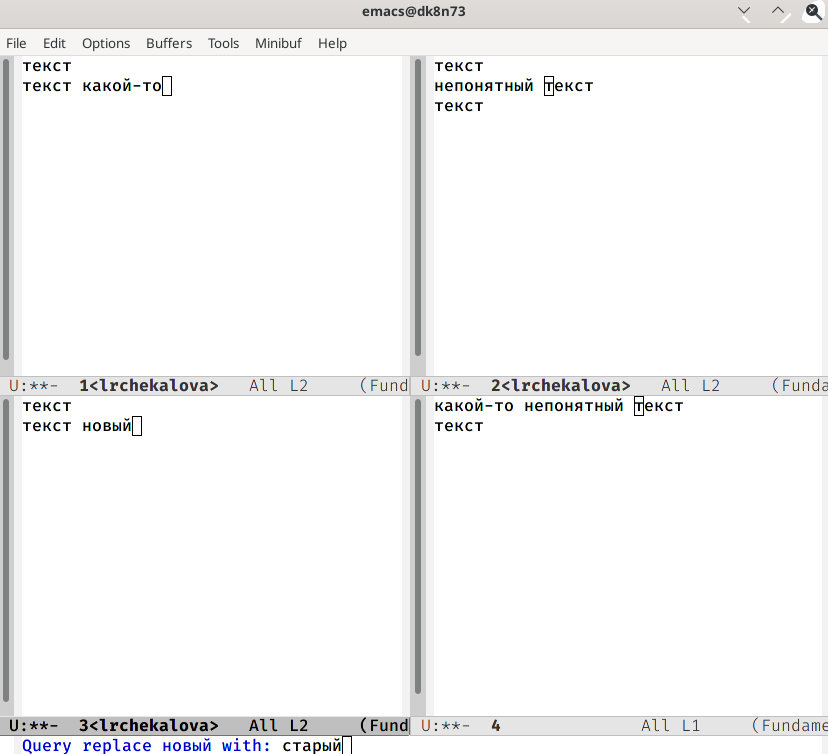 emacs@dk8n73
File Edit Options Buffers Tools Minibuf Help
текст
текст какой-то
U:**-  1<lrchekalova>   All L2     (Fund
текст
непонятный текст
текст
U:**-  2<lrchekalova>   All L2     (Funda
текст
текст новый
U:**-  3<lrchekalova>   All L2     (Fund
какой-то непонятный текст
текст
U:**-  4              All L1     (Fundame
Query replace новый with: старый